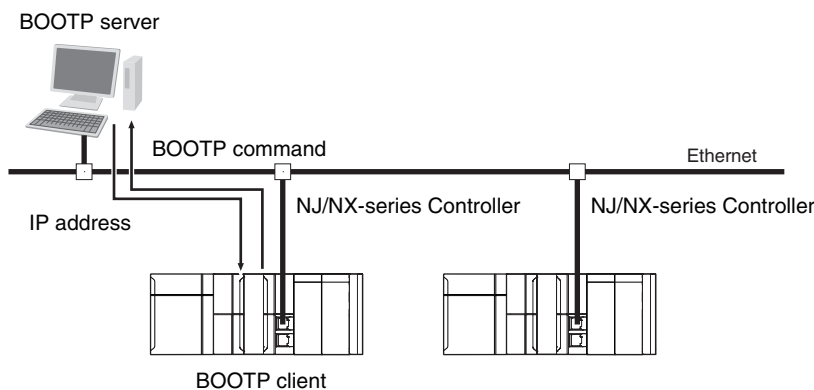 BOOTP server
BOOTP command
Ethernet
IP address
NJ/NX-series Controller
NJ/NX-series Controller
BOOTP client